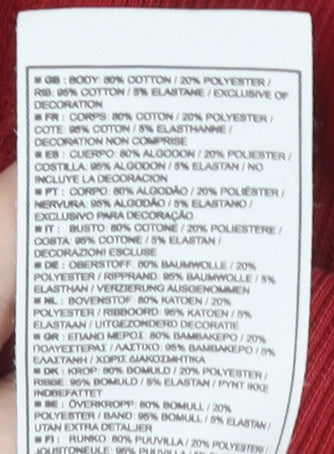 ■ GB : BODY: 80% COTTON / 20% POLYESTER /
RIB: 95% COTTON / 5% ELASTANE / EXCLUSIVE OF
DECORATION
■ FR : CORPS: 80% COTON / 20% POLYESTER /
COTE: 95% COTON / 5% ELASTHANNE /
DECORATION NON COMPRISE
■ ES : CUERPO: 80% ALGODON / 20% POLIESTER /
COSTILLA: 95% ALGODON / 5% ELASTAN / NO
INCLUYE LA DECORACION
■ PT : CORPO: 80% ALGODÃO / 20% POLIÉSTER /
NERVURA: 95% ALGODÃO / 5% ELASTANO /
EXCLUSIVO PARA DECORAÇÃO
■ IT : BUSTO: 80% COTONE / 20% POLIESTERE /
COSTA: 95% COTONE / 5% ELASTAN /
DECORAZIONI ESCLUSE
■ DE : OBERSTOFF: 80% BAUMWOLLE / 20%
POLYESTER / RIPPRAND: 95% BAUMWOLLE / 5%
ELASTHAN / VERZIERUNG AUSGENOMMEN
■ NL : BOVENSTOF: 80% KATOEN / 20%
POLYESTER / RIBBOORD: 95% KATOEN / 5%
ELASTAAN / UITGEZONDERD DECORATIE
■ GR : ΕΠΑΝΩ ΜΕΡΟΣ: 80% ΒΑΜΒΑΚΕΡΟ / 20%
ΠΟΛΥΕΣΤΕΡΑΣ / ΛΑΣΤΙΧΟ: 95% ΒΑΜΒΑΚΕΡΟ / 5%
ΕΛΑΣΤΑΝΗ / ΧΩΡΙΣ ΔΙΑΚΟΣΜΗΤΙΚΑ
■ DK : KROP: 80% BOMULD / 20% POLYESTER /
RIBBE: 95% BOMULD / 5% ELASTAN / PYNT IKKE
INDBEFATTET
■ SE : ÖVERKROPP: 80% BOMULL / 20%
POLYESTER / BAND: 95% BOMULL / 5% ELASTAN /
UTAN EXTRA DETALJER
■ FI : RUNKO: 80% PUUVILLA / 20% POLYESTERI /
JOUSTONEULE: 95% PUUVILLA / 5%